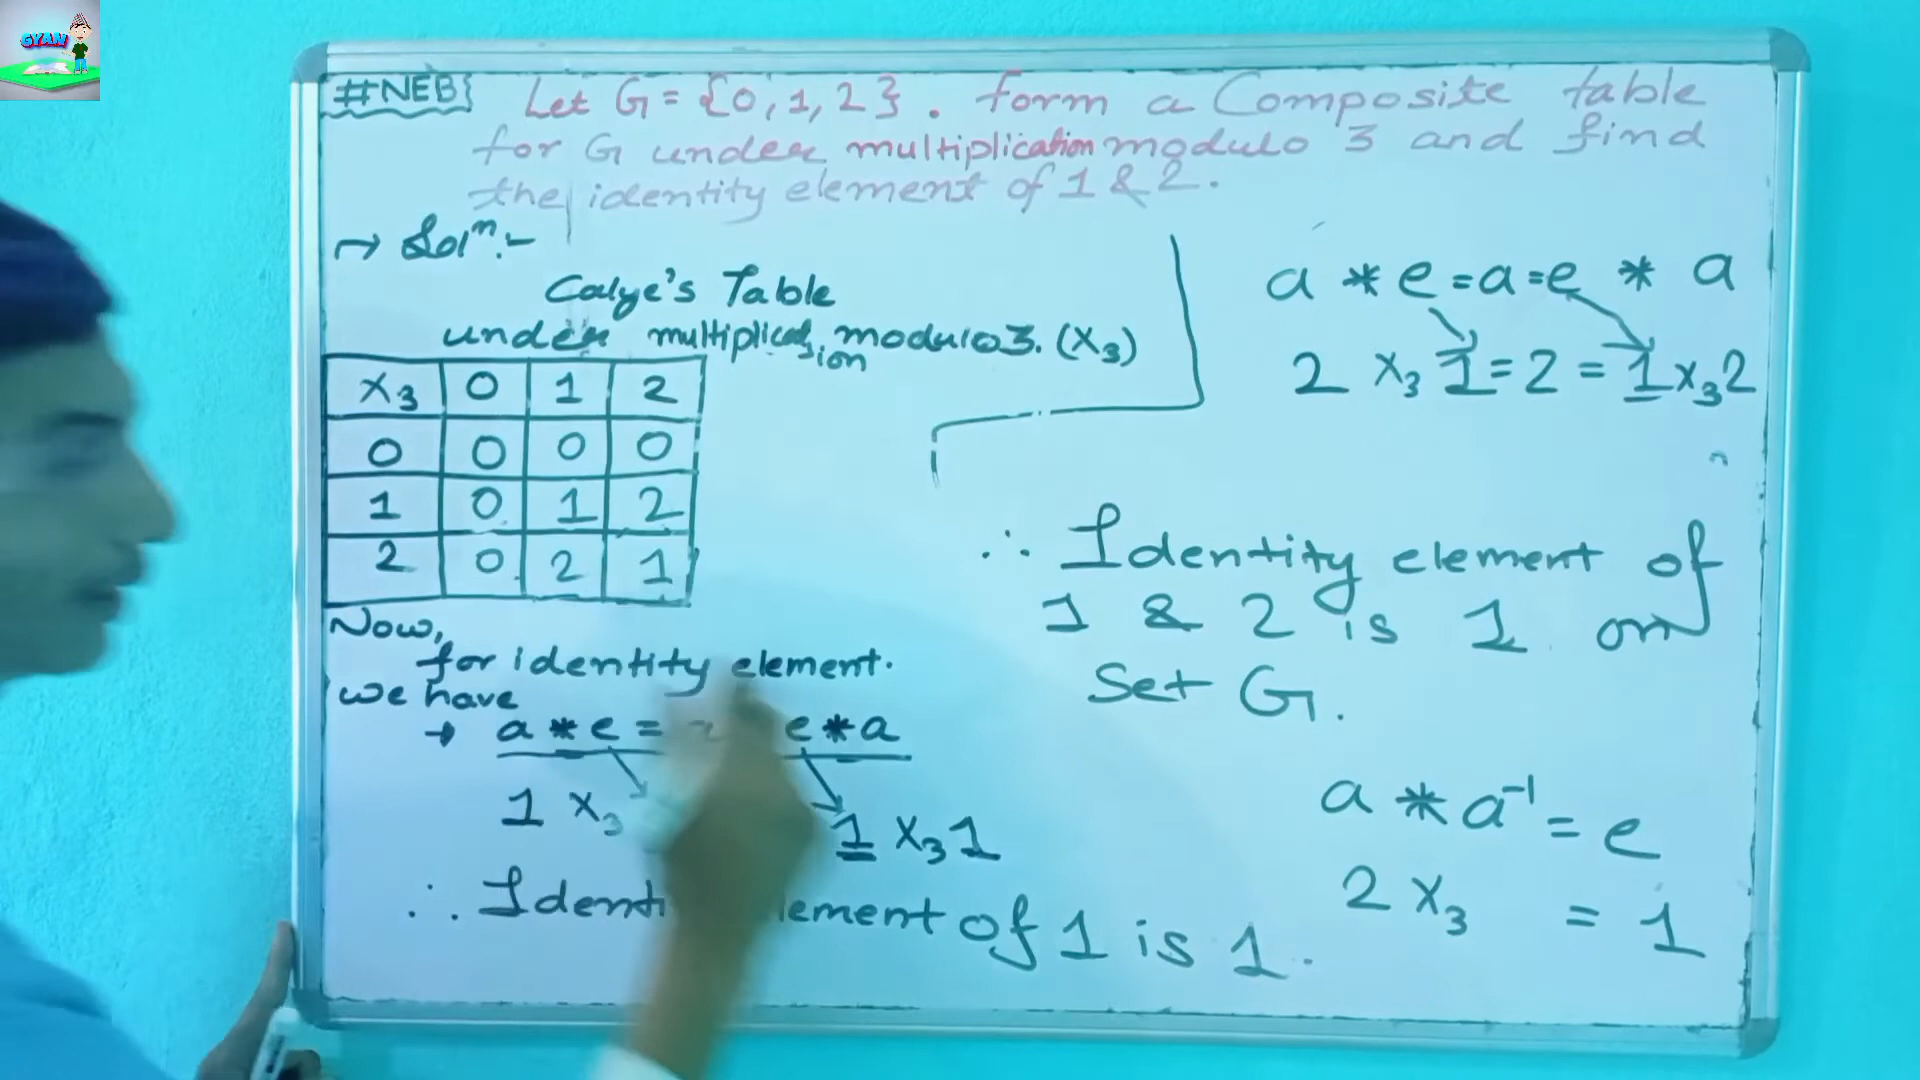 GYAN
#NEB{ Let G = {0, 1, 2}. form a Composite table
for G under multiplication modulo 3 and find
the identity element of 1 & 2.
→ Solⁿ:-
Calye's Table
under multiplication modulo 3. (X₃)
X₃ 0 1 2
0 0 0 0
1 0 1 2
2 0 2 1
Now,
for identity element.
we have
→ a * e = e * a
1 X₃ 1 X₃ 1
∴ element of 1 is 1.
a * e = a = e * a
2 X₃ 1 = 2 = 1 X₃ 2
∴ Identity element of
1 & 2 is 1 on
Set G.
a * a⁻¹ = e
2 X₃ = 1